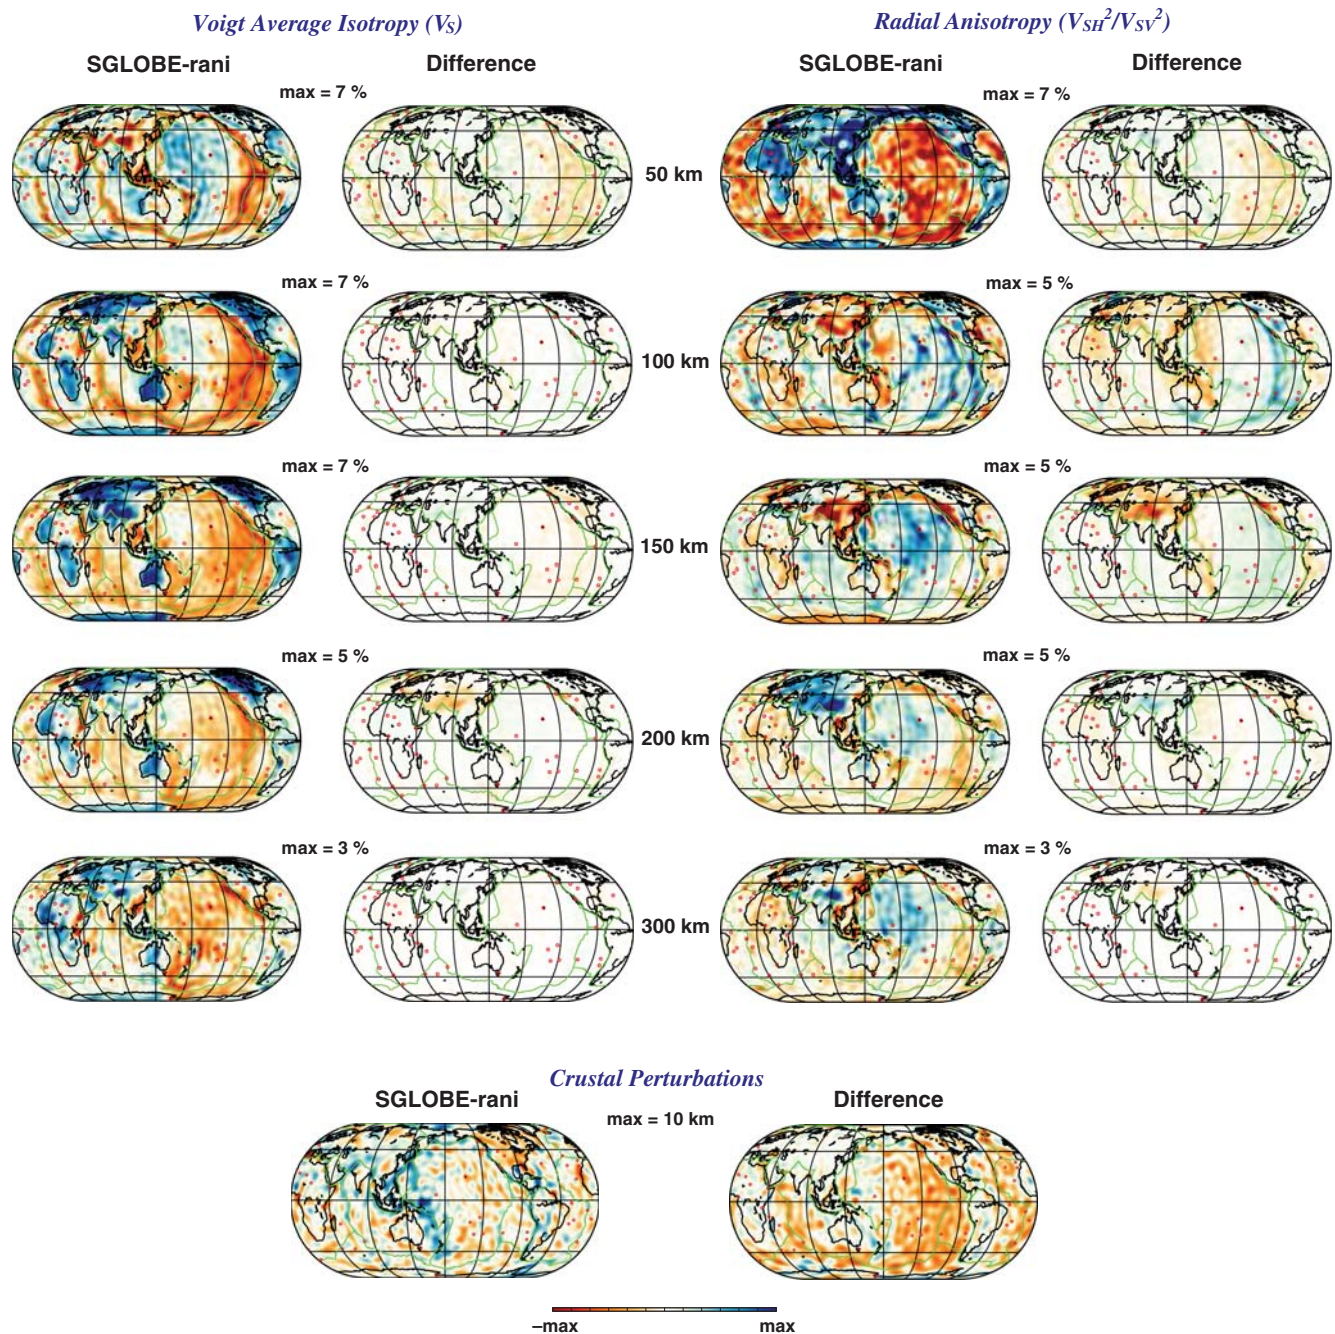 Voigt Average Isotropy (VS)
Radial Anisotropy (VSH²/VSV²)
SGLOBE-rani
Difference
SGLOBE-rani
Difference
max = 7 %
max = 7 %
50 km
max = 7 %
max = 5 %
100 km
max = 7 %
max = 5 %
150 km
max = 5 %
max = 5 %
200 km
max = 3 %
max = 3 %
300 km
Crustal Perturbations
SGLOBE-rani
Difference
max = 10 km
–max
max